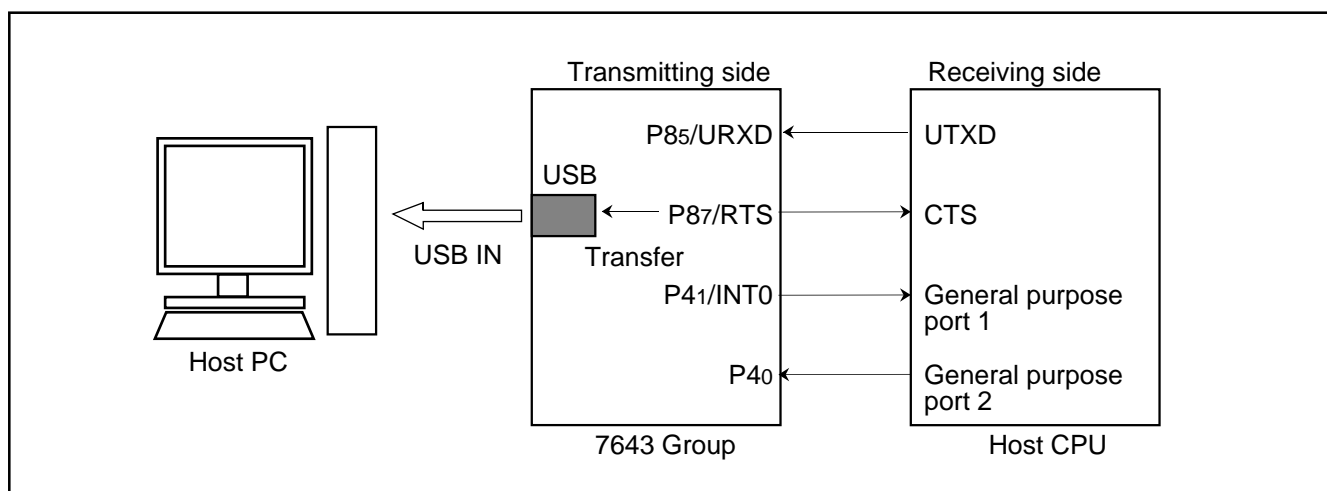 Transmitting side
Receiving side
P85/URXD
UTXD
USB
P87/RTS
CTS
USB IN
Transfer
P41/INT0
General purpose
port 1
Host PC
P40
General purpose
port 2
7643 Group
Host CPU